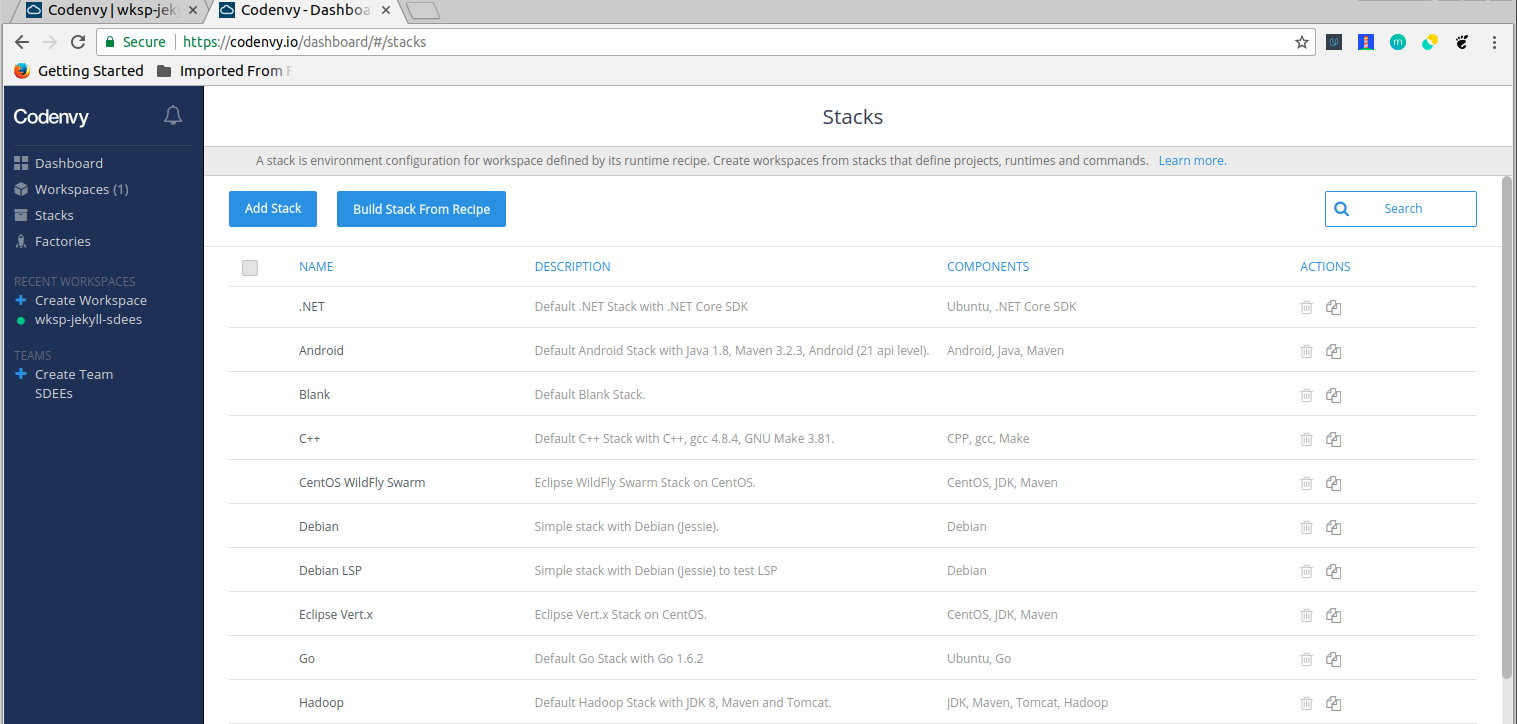 Codenvy | wksp-jeky
Codenvy - Dashboa
Secure
https://codenvy.io/dashboard/#/stacks
Getting Started
Imported From F
Codenvy
Dashboard
Workspaces (1)
Stacks
Factories
RECENT WORKSPACES
Create Workspace
wksp-jekyll-sdees
TEAMS
Create Team
SDEEs
Stacks
A stack is environment configuration for workspace defined by its runtime recipe. Create workspaces from stacks that define projects, runtimes and commands. Learn more.
Add Stack Build Stack From Recipe Search
NAME DESCRIPTION COMPONENTS ACTIONS
.NET Default .NET Stack with .NET Core SDK Ubuntu, .NET Core SDK
Android Default Android Stack with Java 1.8, Maven 3.2.3, Android (21 api level). Android, Java, Maven
Blank Default Blank Stack.
C++ Default C++ Stack with C++, gcc 4.8.4, GNU Make 3.81. CPP, gcc, Make
CentOS WildFly Swarm Eclipse WildFly Swarm Stack on CentOS. CentOS, JDK, Maven
Debian Simple stack with Debian (Jessie). Debian
Debian LSP Simple stack with Debian (Jessie) to test LSP Debian
Eclipse Vert.x Eclipse Vert.x Stack on CentOS. CentOS, JDK, Maven
Go Default Go Stack with Go 1.6.2 Ubuntu, Go
Hadoop Default Hadoop Stack with JDK 8, Maven and Tomcat. JDK, Maven, Tomcat, Hadoop